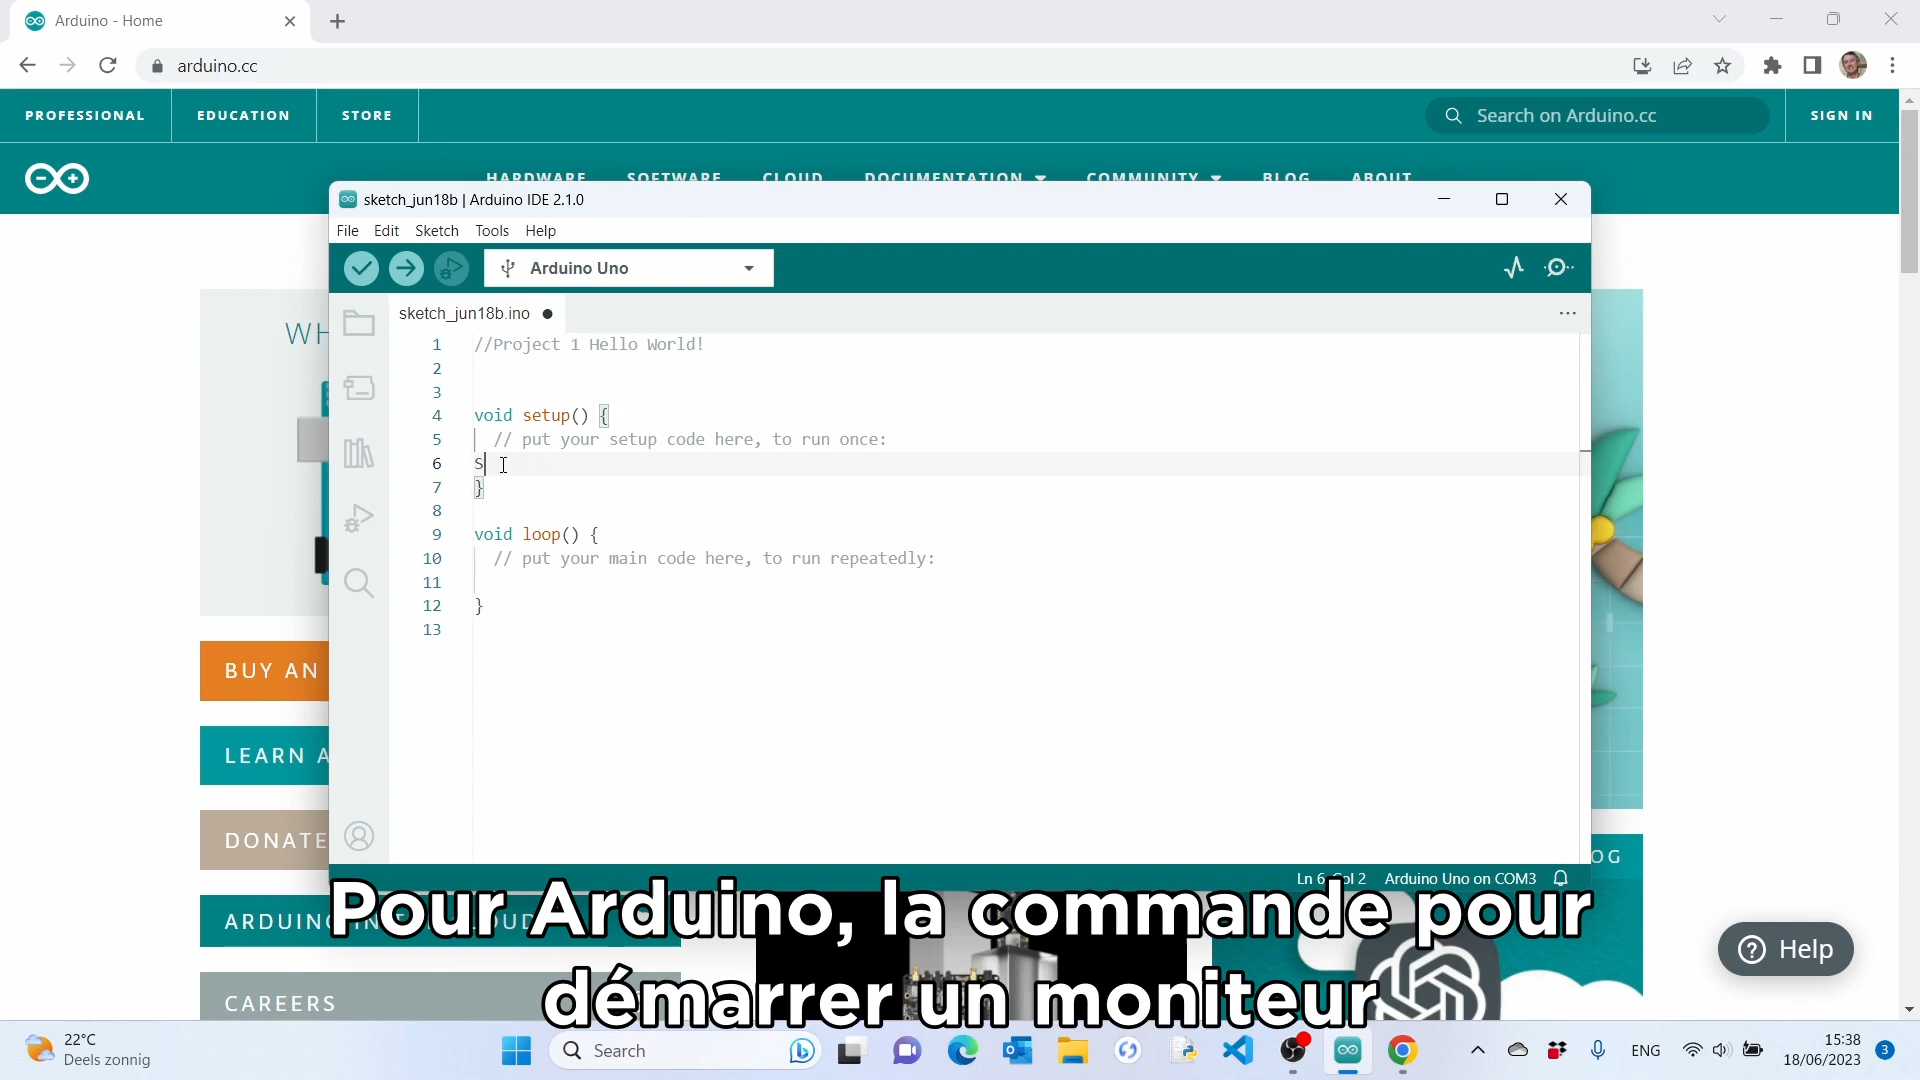 Arduino - Home
arduino.cc
PROFESSIONAL
EDUCATION
STORE
Search on Arduino.cc
SIGN IN
HARDWARE
SOFTWARE
CLOUD
DOCUMENTATION
COMMUNITY
BLOG
ABOUT
sketch_jun18b | Arduino IDE 2.1.0
File Edit Sketch Tools Help
Arduino Uno
sketch_jun18b.ino
WH
1 //Project 1 Hello World!
2
3
4 void setup() {
5 // put your setup code here, to run once:
6 S
7 }
8
9 void loop() {
10 // put your main code here, to run repeatedly:
11
12 }
13
BUY AN
LEARN A
DONATE
OG
Ln 6, Col 2 Arduino Uno on COM3
ARDUINO
Pour Arduino, la commande pour
démarrer un moniteur
Help
CAREERS
22°C
Deels zonnig
Search
ENG
15:38
18/06/2023
3